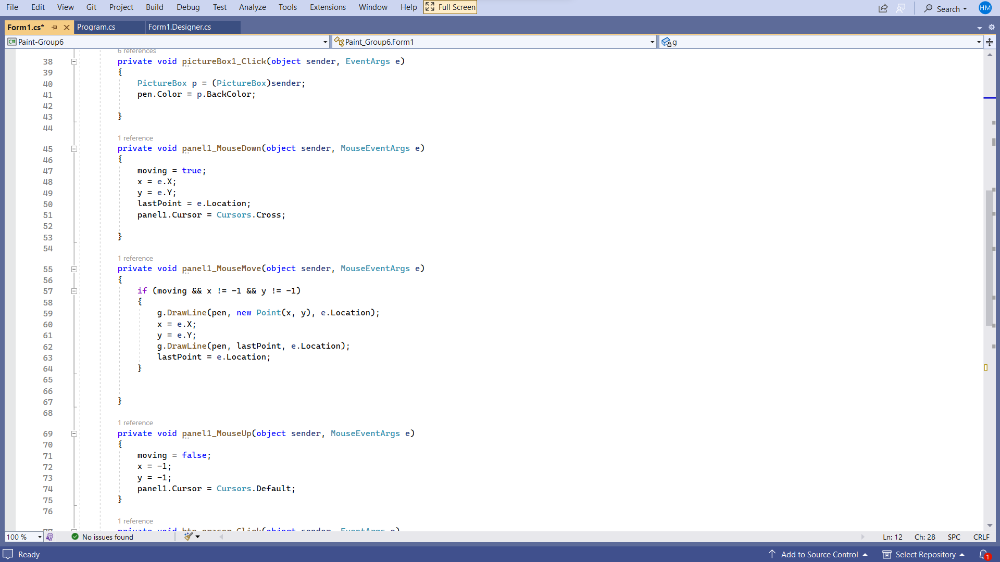 File Edit View Git Project Build Debug Test Analyze Tools Extensions Window Help Full Screen Search HM
Form1.cs* Program.cs Form1.Designer.cs
C# Paint-Group6 Paint_Group6.Form1 g
6 references
38 private void pictureBox1_Click(object sender, EventArgs e)
39 {
40 PictureBox p = (PictureBox)sender;
41 pen.Color = p.BackColor;
42
43 }
44
1 reference
45 private void panel1_MouseDown(object sender, MouseEventArgs e)
46 {
47 moving = true;
48 x = e.X;
49 y = e.Y;
50 lastPoint = e.Location;
51 panel1.Cursor = Cursors.Cross;
52
53 }
54
1 reference
55 private void panel1_MouseMove(object sender, MouseEventArgs e)
56 {
57 if (moving && x != -1 && y != -1)
58 {
59 g.DrawLine(pen, new Point(x, y), e.Location);
60 x = e.X;
61 y = e.Y;
62 g.DrawLine(pen, lastPoint, e.Location);
63 lastPoint = e.Location;
64 }
65
66
67 }
68
1 reference
69 private void panel1_MouseUp(object sender, MouseEventArgs e)
70 {
71 moving = false;
72 x = -1;
73 y = -1;
74 panel1.Cursor = Cursors.Default;
75 }
76
1 reference
77 private void btn_eraser_Click(object sender, EventArgs e)
100 % No issues found Ln: 12 Ch: 28 SPC CRLF
Ready Add to Source Control Select Repository 1